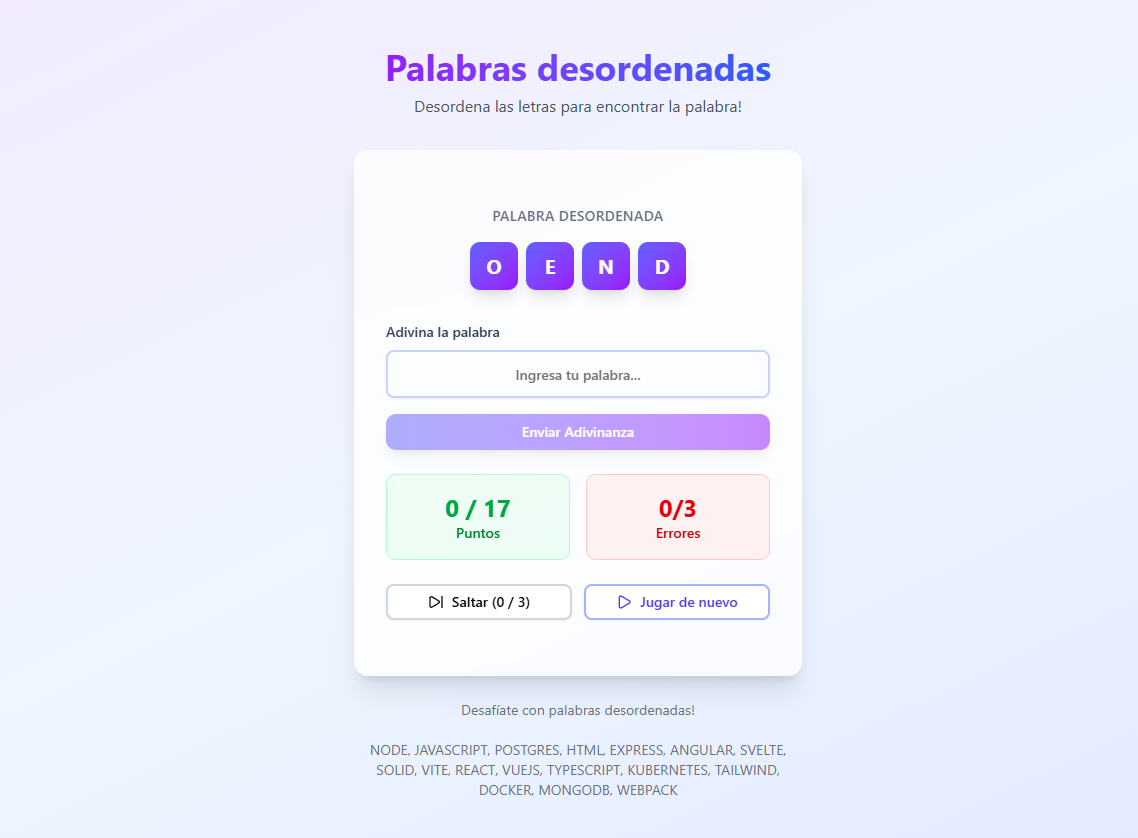 Palabras desordenadas
Desordena las letras para encontrar la palabra!
PALABRA DESORDENADA
O E N D
Adivina la palabra
Ingresa tu palabra...
Enviar Adivinanza
0 / 17
Puntos
0/3
Errores
Saltar (0 / 3)
Jugar de nuevo
Desafíate con palabras desordenadas!
NODE, JAVASCRIPT, POSTGRES, HTML, EXPRESS, ANGULAR, SVELTE,
SOLID, VITE, REACT, VUEJS, TYPESCRIPT, KUBERNETES, TAILWIND,
DOCKER, MONGODB, WEBPACK